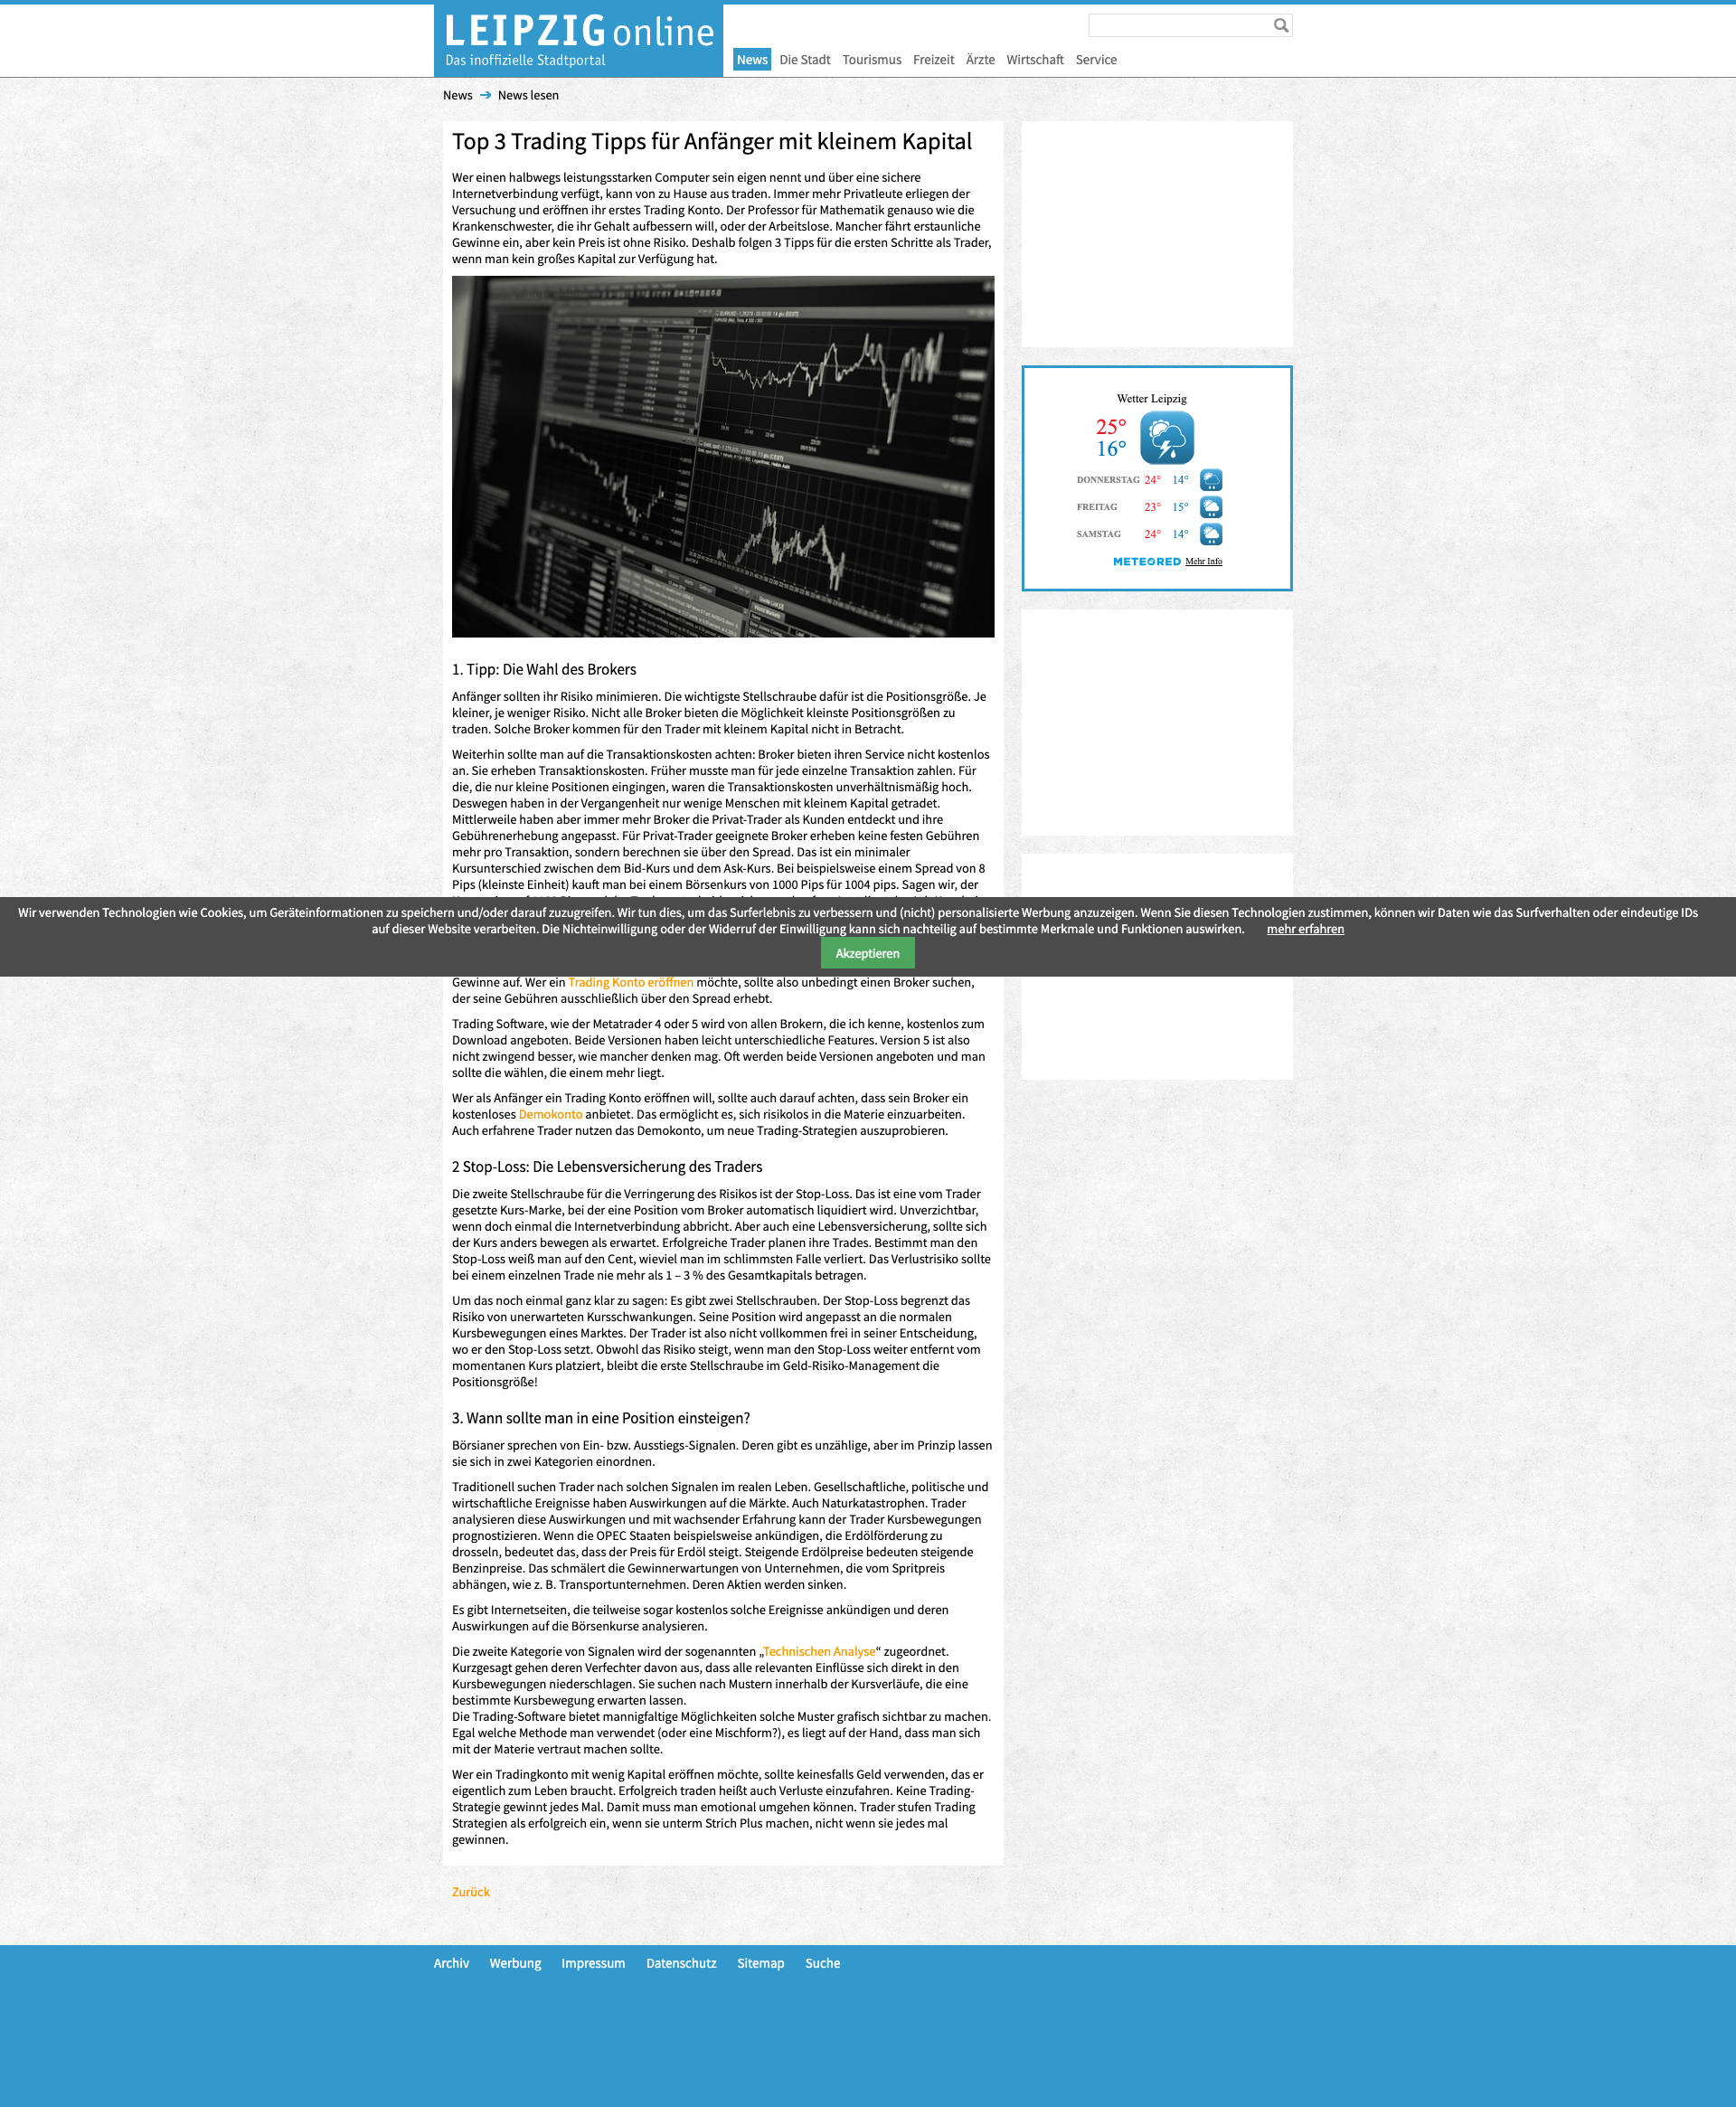 LEIPZIG online
Das inoffizielle Stadtportal
News Die Stadt Tourismus Freizeit Ärzte Wirtschaft Service
News ➔ News lesen
Top 3 Trading Tipps für Anfänger mit kleinem Kapital
Wer einen halbwegs leistungsstarken Computer sein eigen nennt und über eine sichere
Internetverbindung verfügt, kann von zu Hause aus traden. Immer mehr Privatleute erliegen der
Versuchung und eröffnen ihr erstes Trading Konto. Der Professor für Mathematik genauso wie die
Krankenschwester, die ihr Gehalt aufbessern will, oder der Arbeitslose. Mancher fährt erstaunliche
Gewinne ein, aber kein Preis ist ohne Risiko. Deshalb folgen 3 Tipps für die ersten Schritte als Trader,
wenn man kein großes Kapital zur Verfügung hat.
Wetter Leipzig
25°
16°
DONNERSTAG 24° 14°
FREITAG 23° 15°
SAMSTAG 24° 14°
METEORED Mehr Info
1. Tipp: Die Wahl des Brokers
Anfänger sollten ihr Risiko minimieren. Die wichtigste Stellschraube dafür ist die Positionsgröße. Je
kleiner, je weniger Risiko. Nicht alle Broker bieten die Möglichkeit kleinste Positionsgrößen zu
traden. Solche Broker kommen für den Trader mit kleinem Kapital nicht in Betracht.
Weiterhin sollte man auf die Transaktionskosten achten: Broker bieten ihren Service nicht kostenlos
an. Sie erheben Transaktionskosten. Früher musste man für jede einzelne Transaktion zahlen. Für
die, die nur kleine Positionen eingingen, waren die Transaktionskosten unverhältnismäßig hoch.
Deswegen haben in der Vergangenheit nur wenige Menschen mit kleinem Kapital getradet.
Mittlerweile haben aber immer mehr Broker die Privat-Trader als Kunden entdeckt und ihre
Gebührenerhebung angepasst. Für Privat-Trader geeignete Broker erheben keine festen Gebühren
mehr pro Transaktion, sondern berechnen sie über den Spread. Das ist ein minimaler
Kursunterschied zwischen dem Bid-Kurs und dem Ask-Kurs. Bei beispielsweise einem Spread von 8
Pips (kleinste Einheit) kauft man bei einem Börsenkurs von 1000 Pips für 1004 pips. Sagen wir, der
Wir verwenden Technologien wie Cookies, um Geräteinformationen zu speichern und/oder darauf zuzugreifen. Wir tun dies, um das Surferlebnis zu verbessern und (nicht) personalisierte Werbung anzuzeigen. Wenn Sie diesen Technologien zustimmen, können wir Daten wie das Surfverhalten oder eindeutige IDs
auf dieser Website verarbeiten. Die Nichteinwilligung oder der Widerruf der Einwilligung kann sich nachteilig auf bestimmte Merkmale und Funktionen auswirken. mehr erfahren
Akzeptieren
Gewinne auf. Wer ein Trading Konto eröffnen möchte, sollte also unbedingt einen Broker suchen,
der seine Gebühren ausschließlich über den Spread erhebt.
Trading Software, wie der Metatrader 4 oder 5 wird von allen Brokern, die ich kenne, kostenlos zum
Download angeboten. Beide Versionen haben leicht unterschiedliche Features. Version 5 ist also
nicht zwingend besser, wie mancher denken mag. Oft werden beide Versionen angeboten und man
sollte die wählen, die einem mehr liegt.
Wer als Anfänger ein Trading Konto eröffnen will, sollte auch darauf achten, dass sein Broker ein
kostenloses Demokonto anbietet. Das ermöglicht es, sich risikolos in die Materie einzuarbeiten.
Auch erfahrene Trader nutzen das Demokonto, um neue Trading-Strategien auszuprobieren.
2 Stop-Loss: Die Lebensversicherung des Traders
Die zweite Stellschraube für die Verringerung des Risikos ist der Stop-Loss. Das ist eine vom Trader
gesetzte Kurs-Marke, bei der eine Position vom Broker automatisch liquidiert wird. Unverzichtbar,
wenn doch einmal die Internetverbindung abbricht. Aber auch eine Lebensversicherung, sollte sich
der Kurs anders bewegen als erwartet. Erfolgreiche Trader planen ihre Trades. Bestimmt man den
Stop-Loss weiß man auf den Cent, wieviel man im schlimmsten Falle verliert. Das Verlustrisiko sollte
bei einem einzelnen Trade nie mehr als 1 – 3 % des Gesamtkapitals betragen.
Um das noch einmal ganz klar zu sagen: Es gibt zwei Stellschrauben. Der Stop-Loss begrenzt das
Risiko von unerwarteten Kursschwankungen. Seine Position wird angepasst an die normalen
Kursbewegungen eines Marktes. Der Trader ist also nicht vollkommen frei in seiner Entscheidung,
wo er den Stop-Loss setzt. Obwohl das Risiko steigt, wenn man den Stop-Loss weiter entfernt vom
momentanen Kurs platziert, bleibt die erste Stellschraube im Geld-Risiko-Management die
Positionsgröße!
3. Wann sollte man in eine Position einsteigen?
Börsianer sprechen von Ein- bzw. Ausstiegs-Signalen. Deren gibt es unzählige, aber im Prinzip lassen
sie sich in zwei Kategorien einordnen.
Traditionell suchen Trader nach solchen Signalen im realen Leben. Gesellschaftliche, politische und
wirtschaftliche Ereignisse haben Auswirkungen auf die Märkte. Auch Naturkatastrophen. Trader
analysieren diese Auswirkungen und mit wachsender Erfahrung kann der Trader Kursbewegungen
prognostizieren. Wenn die OPEC Staaten beispielsweise ankündigen, die Erdölförderung zu
drosseln, bedeutet das, dass der Preis für Erdöl steigt. Steigende Erdölpreise bedeuten steigende
Benzinpreise. Das schmälert die Gewinnerwartungen von Unternehmen, die vom Spritpreis
abhängen, wie z. B. Transportunternehmen. Deren Aktien werden sinken.
Es gibt Internetseiten, die teilweise sogar kostenlos solche Ereignisse ankündigen und deren
Auswirkungen auf die Börsenkurse analysieren.
Die zweite Kategorie von Signalen wird der sogenannten „Technischen Analyse“ zugeordnet.
Kurzgesagt gehen deren Verfechter davon aus, dass alle relevanten Einflüsse sich direkt in den
Kursbewegungen niederschlagen. Sie suchen nach Mustern innerhalb der Kursverläufe, die eine
bestimmte Kursbewegung erwarten lassen.
Die Trading-Software bietet mannigfaltige Möglichkeiten solche Muster grafisch sichtbar zu machen.
Egal welche Methode man verwendet (oder eine Mischform?), es liegt auf der Hand, dass man sich
mit der Materie vertraut machen sollte.
Wer ein Tradingkonto mit wenig Kapital eröffnen möchte, sollte keinesfalls Geld verwenden, das er
eigentlich zum Leben braucht. Erfolgreich traden heißt auch Verluste einzufahren. Keine Trading-
Strategie gewinnt jedes Mal. Damit muss man emotional umgehen können. Trader stufen Trading
Strategien als erfolgreich ein, wenn sie unterm Strich Plus machen, nicht wenn sie jedes mal
gewinnen.
Zurück
Archiv Werbung Impressum Datenschutz Sitemap Suche